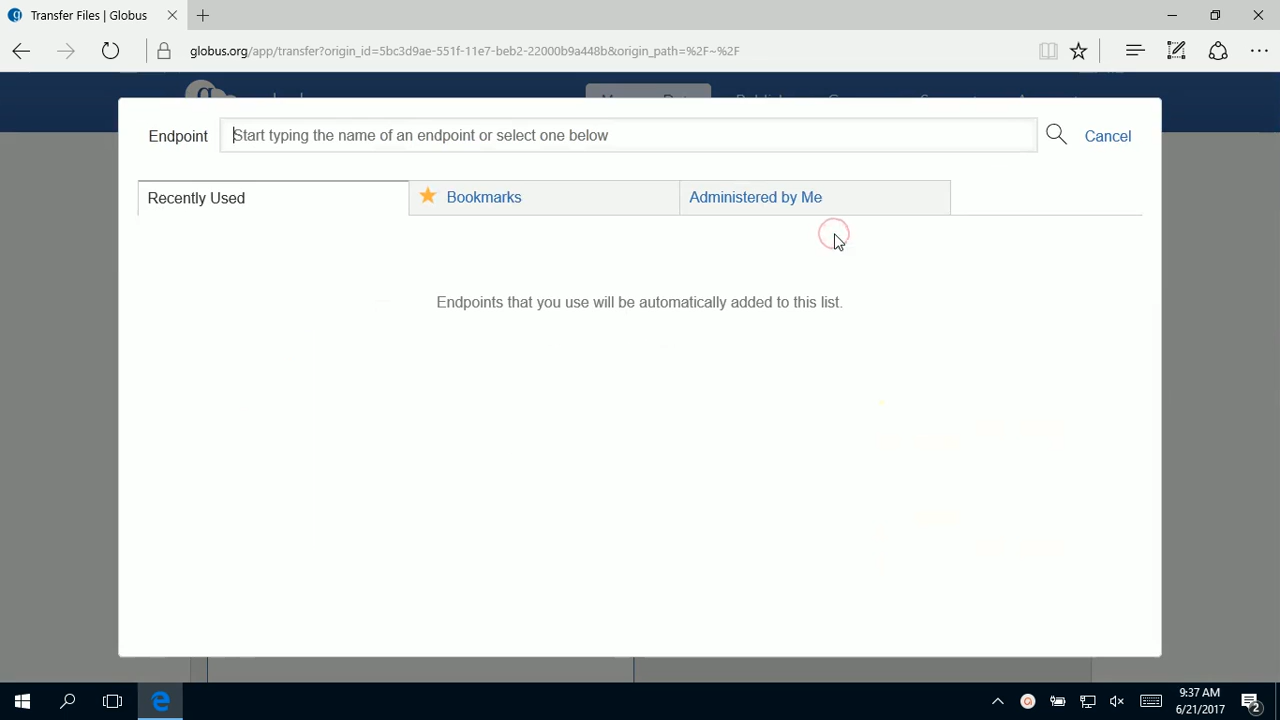 Transfer Files | Globus
globus.org/app/transfer?origin_id=5bc3d9ae-551f-11e7-beb2-22000b9a448b&origin_path=%2F~%2F
Endpoint
Start typing the name of an endpoint or select one below
Cancel
Recently Used
Bookmarks
Administered by Me
Endpoints that you use will be automatically added to this list.
9:37 AM
6/21/2017
2